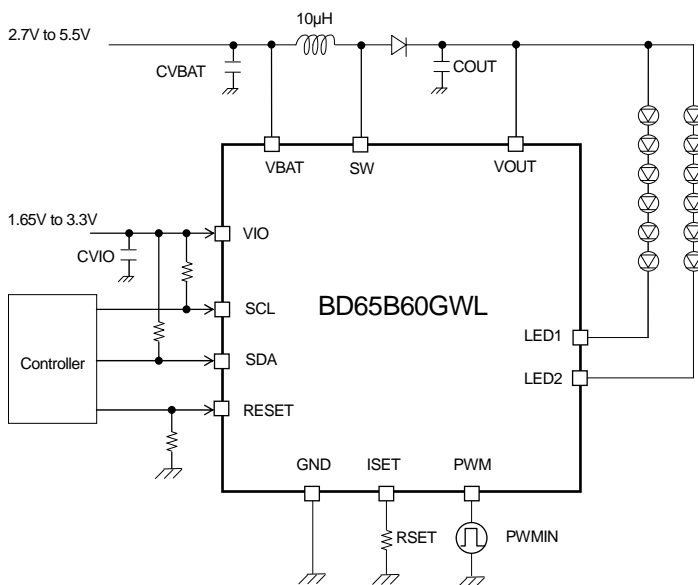 10µH
2.7V to 5.5V
CVBAT
COUT
VBAT
SW
VOUT
1.65V to 3.3V
VIO
CVIO
SCL
BD65B60GWL
LED1
Controller
SDA
LED2
RESET
GND
ISET
PWM
RSET
PWMIN